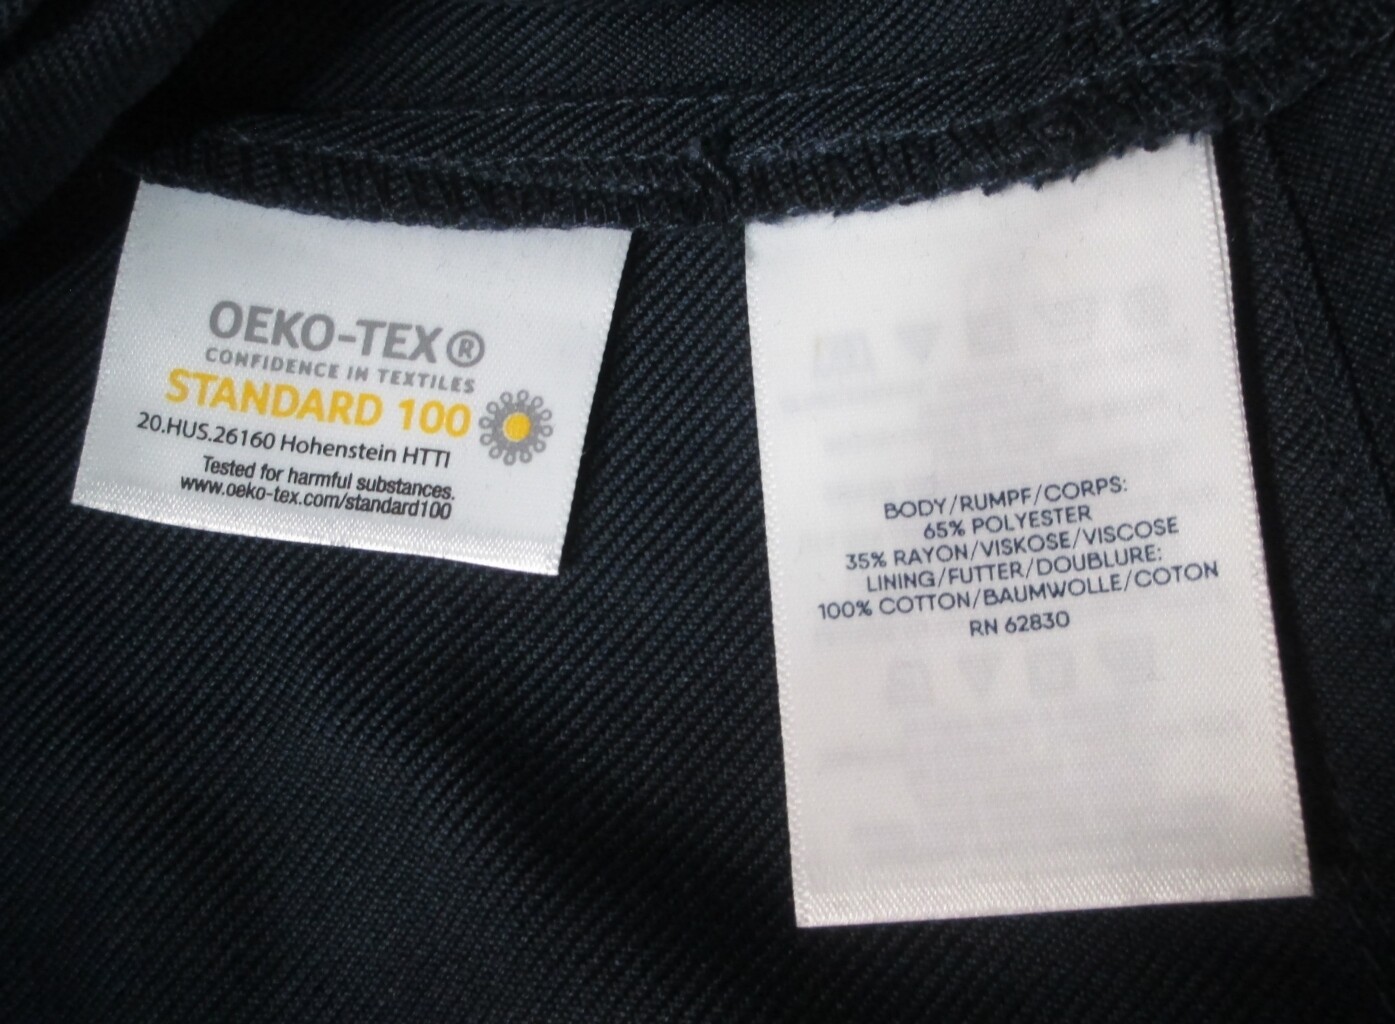 OEKO-TEX®
CONFIDENCE IN TEXTILES
STANDARD 100
20.HUS.26160 Hohenstein HTTI
Tested for harmful substances.
www.oeko-tex.com/standard100
BODY/RUMPF/CORPS:
65% POLYESTER
35% RAYON/VISKOSE/VISCOSE
LINING/FUTTER/DOUBLURE:
100% COTTON/BAUMWOLLE/COTON
RN 62830